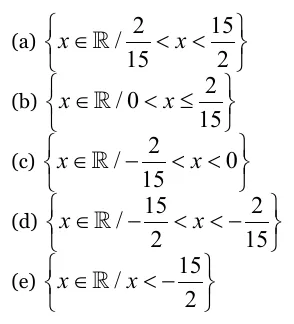 (a) {x ∈ ℝ / 2/15 < x < 15/2}
(b) {x ∈ ℝ / 0 < x ≤ 2/15}
(c) {x ∈ ℝ / −2/15 < x < 0}
(d) {x ∈ ℝ / −15/2 < x < −2/15}
(e) {x ∈ ℝ / x < −15/2}